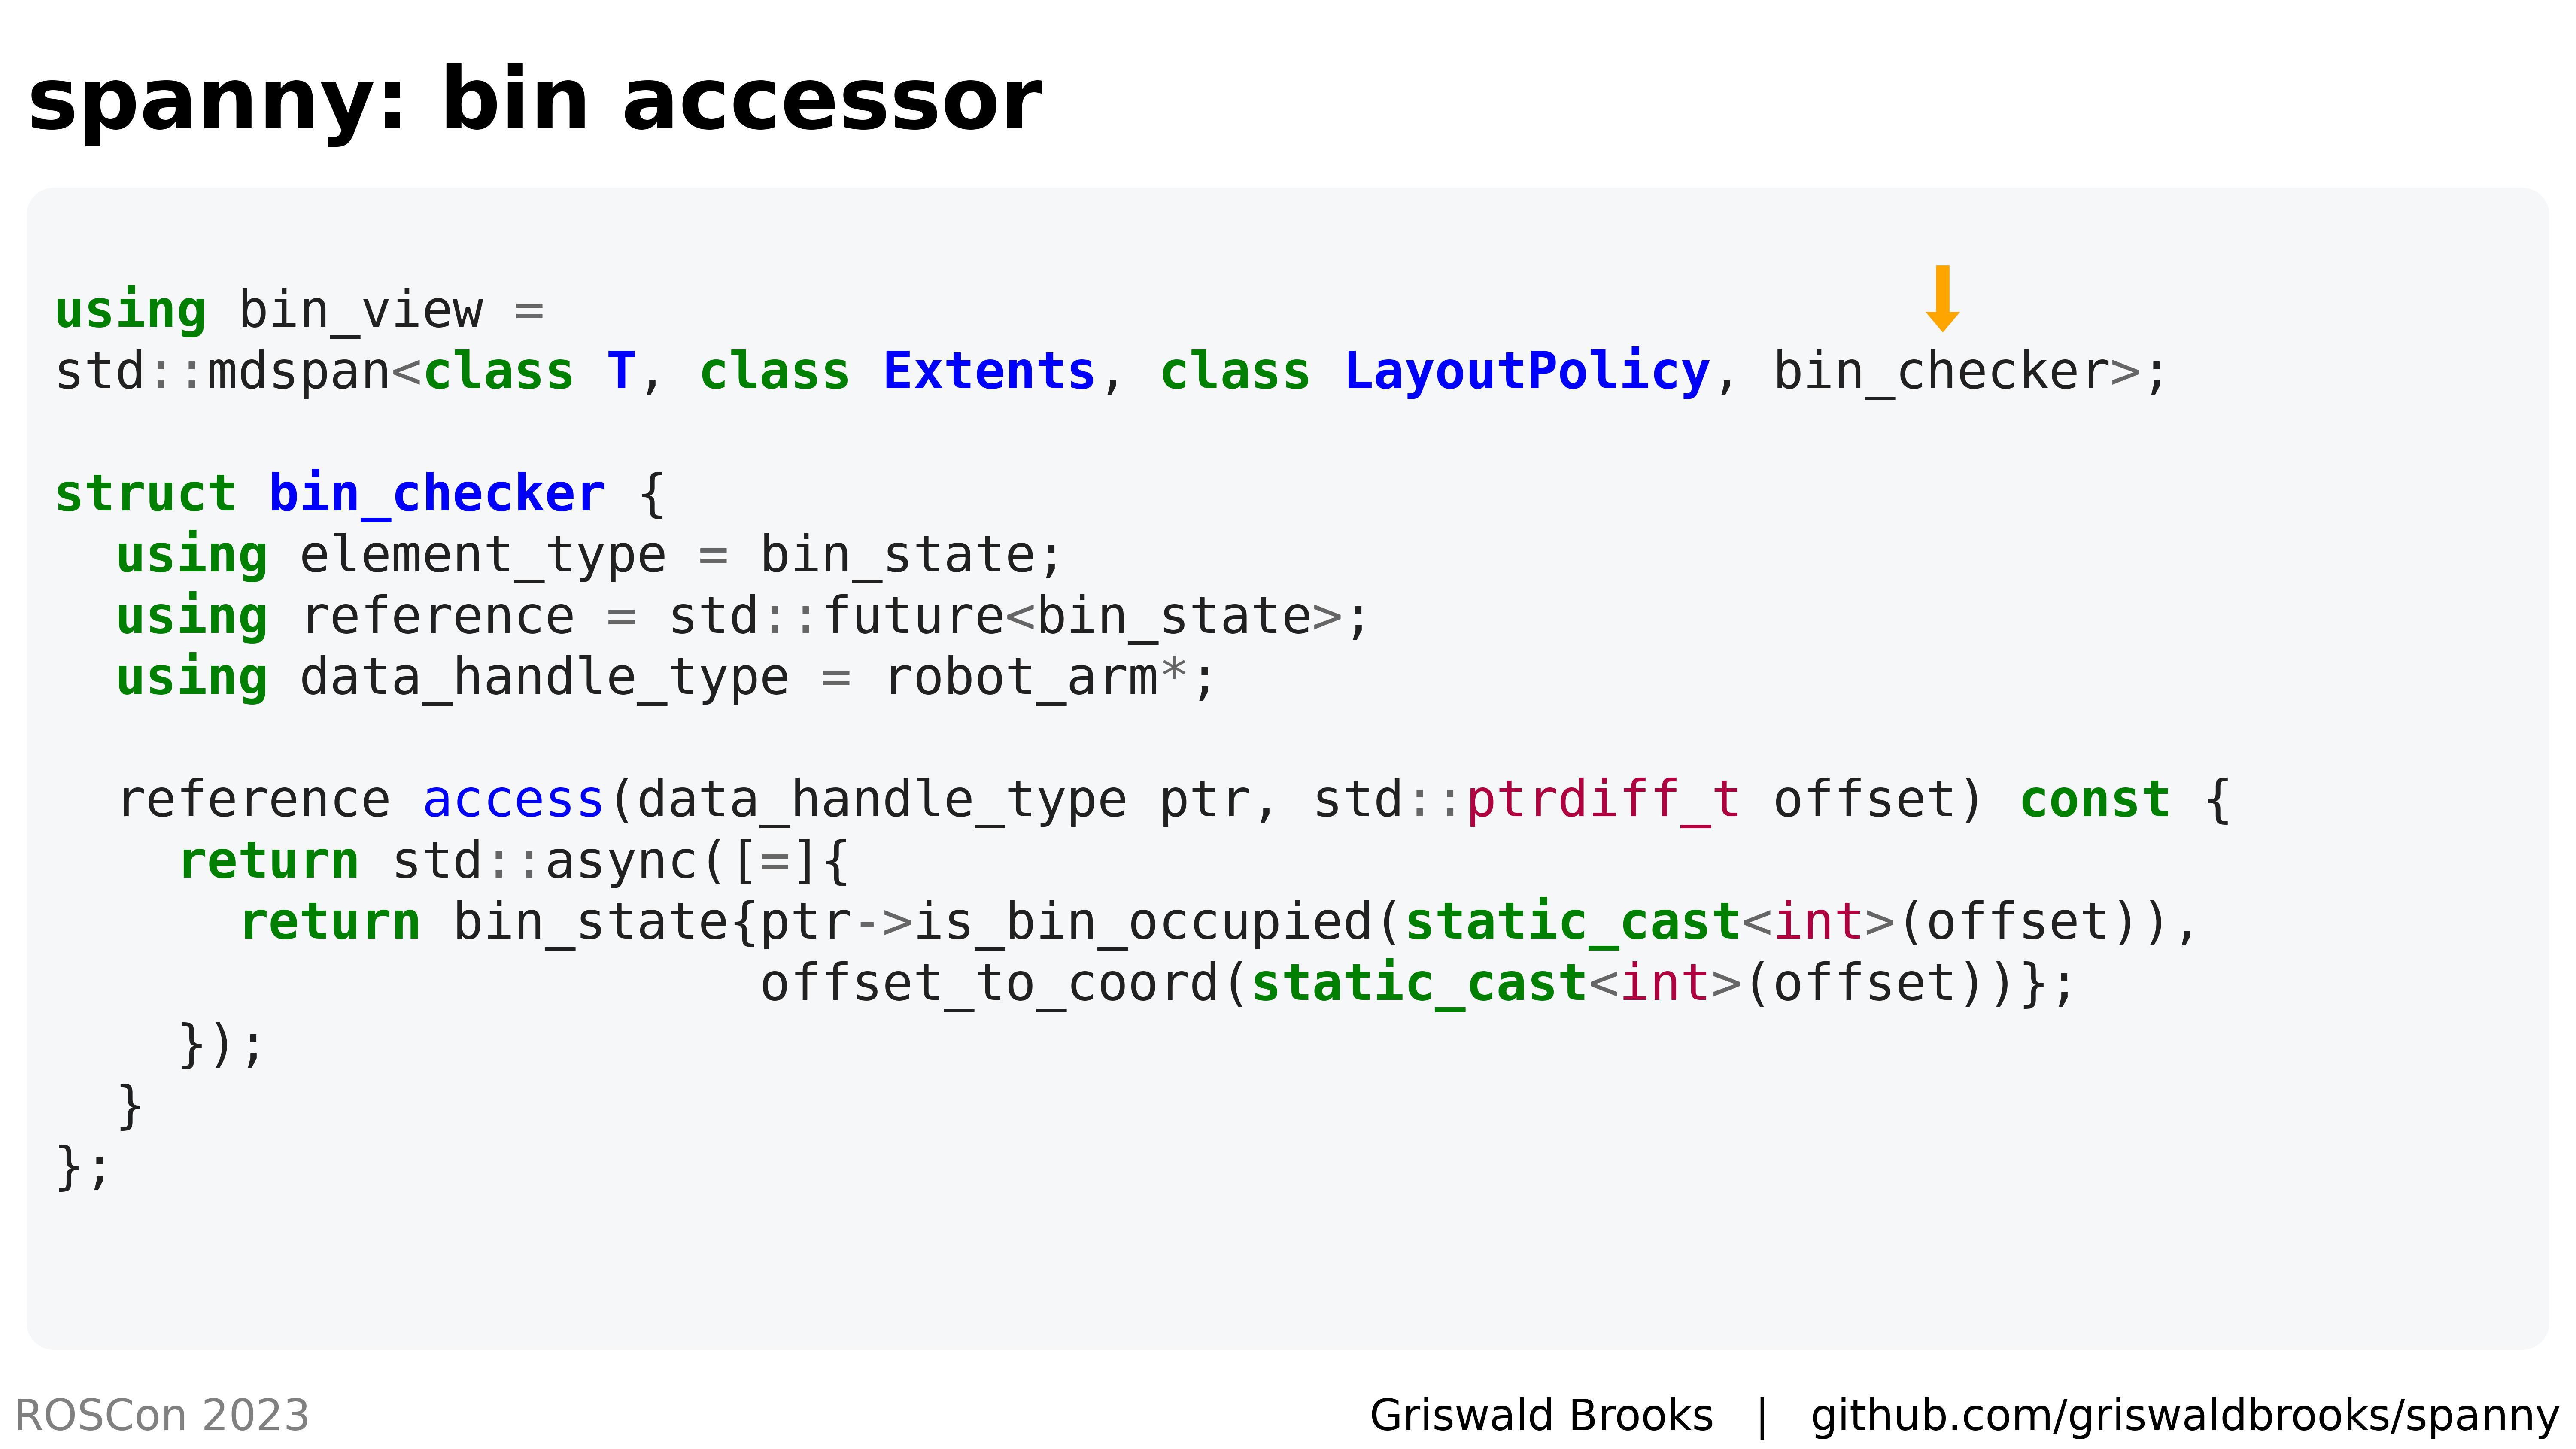 spanny: bin accessor
using bin_view =
std::mdspan<class T, class Extents, class LayoutPolicy, bin_checker>;
struct bin_checker {
  using element_type = bin_state;
  using reference = std::future<bin_state>;
  using data_handle_type = robot_arm*;
  reference access(data_handle_type ptr, std::ptrdiff_t offset) const {
    return std::async([=]{
      return bin_state{ptr->is_bin_occupied(static_cast<int>(offset)),
                       offset_to_coord(static_cast<int>(offset))};
    });
  }
};
ROSCon 2023
Griswald Brooks | github.com/griswaldbrooks/spanny